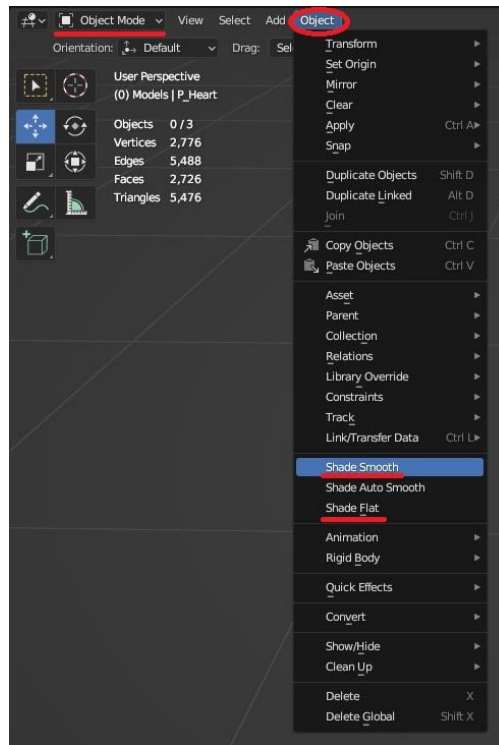 Object Mode View Select Add Object
Orientation: Default Drag: Sel
User Perspective
(0) Models | P_Heart
Objects 0 / 3
Vertices 2,776
Edges 5,488
Faces 2,726
Triangles 5,476
Transform
Set Origin
Mirror
Clear
Apply Ctrl A
Snap
Duplicate Objects Shift D
Duplicate Linked Alt D
Join Ctrl J
Copy Objects Ctrl C
Paste Objects Ctrl V
Asset
Parent
Collection
Relations
Library Override
Constraints
Track
Link/Transfer Data Ctrl L
Shade Smooth
Shade Auto Smooth
Shade Flat
Animation
Rigid Body
Quick Effects
Convert
Show/Hide
Clean Up
Delete X
Delete Global Shift X